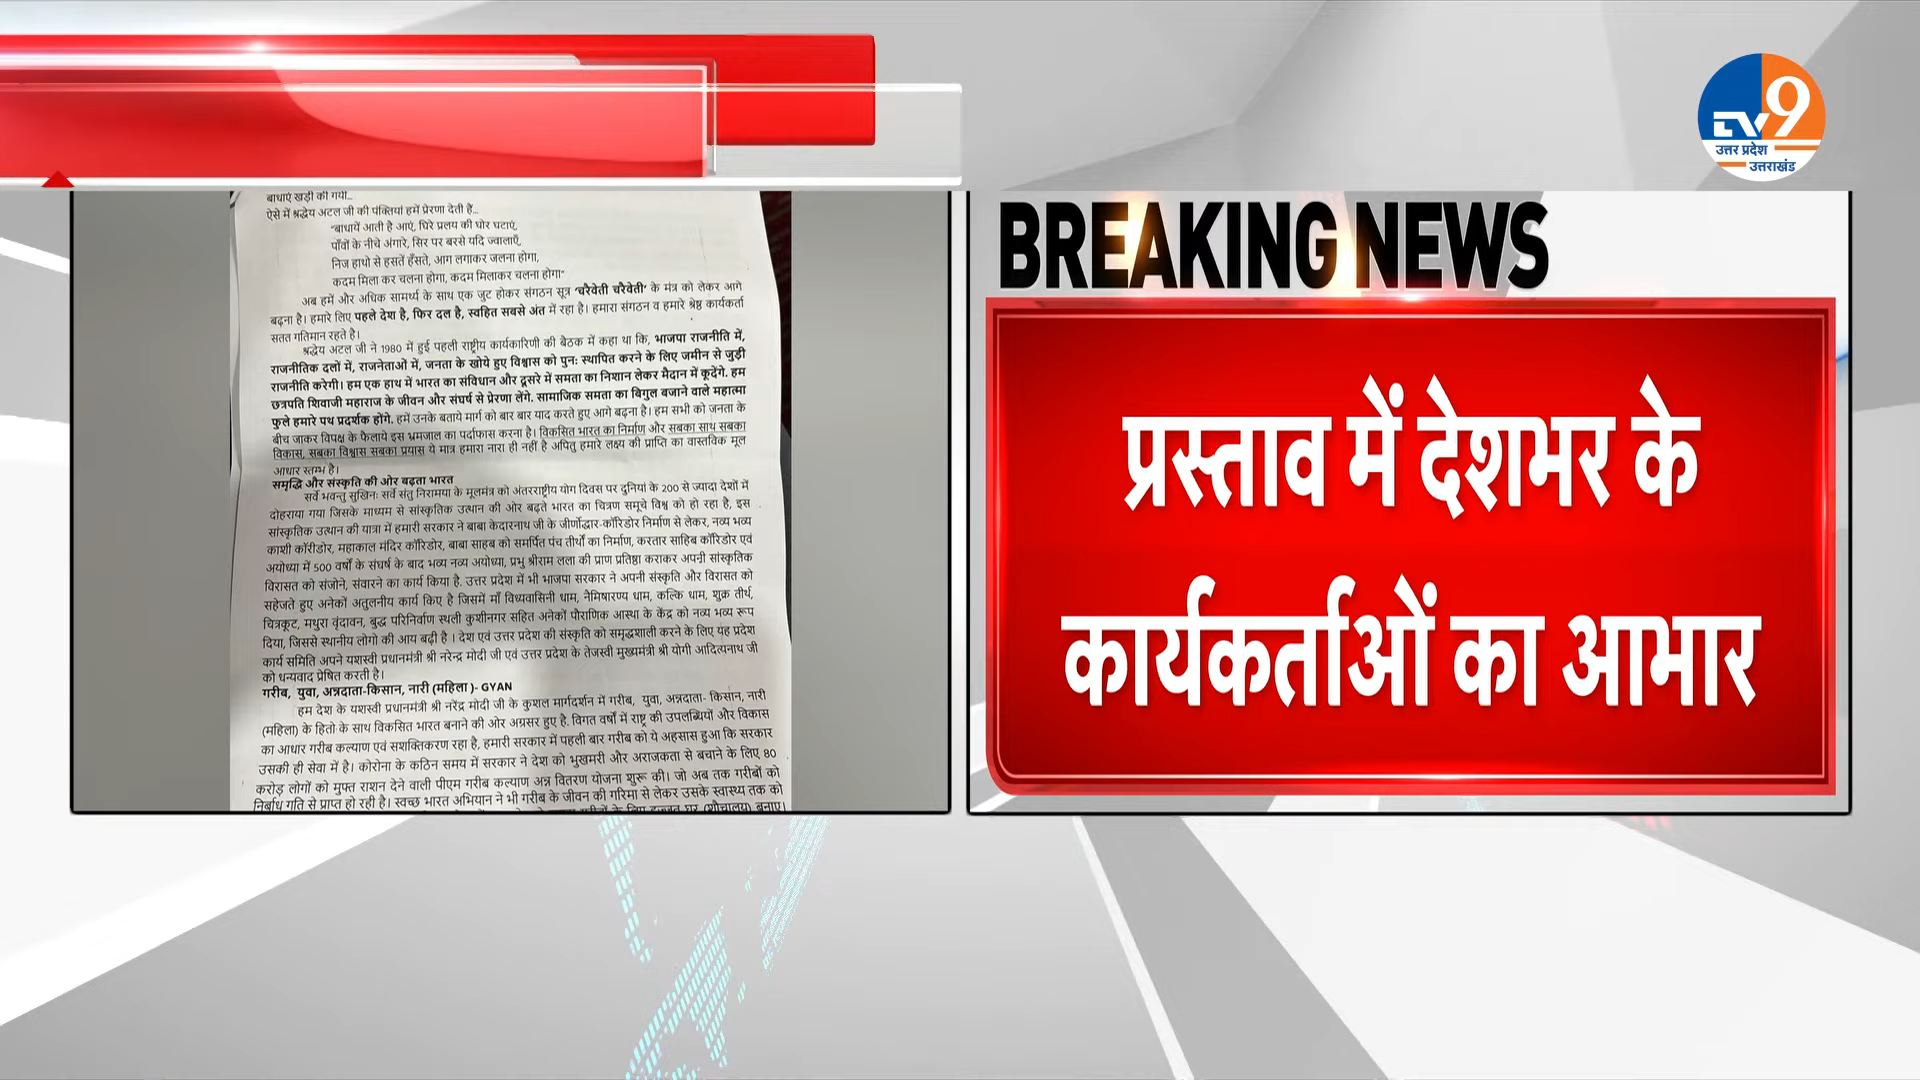 बाधाएं खड़ी की गयी...
ऐसे में श्रद्धेय अटल जी की पंक्तियां हमें प्रेरणा देती हैं...
"बाधायें आती है आएं, घिरे प्रलय की घोर घटाएं,
पाँवों के नीचे अंगारे, सिर पर बरसे यदि ज्वालाएँ,
निज हाथो से हसतें हँसते, आग लगाकर जलना होगा,
कदम मिला कर चलना होगा, कदम मिलाकर चलना होगा"
अब हमें और अधिक सामर्थ्य के साथ एक जुट होकर संगठन सूत्र 'चरैवेती चरैवेती' के मंत्र को लेकर आगे
बढ़ना है। हमारे लिए पहले देश है, फिर दल है, स्वहित सबसे अंत में रहा है। हमारा संगठन व हमारे श्रेष्ठ कार्यकर्ता
सतत गतिमान रहते है।
श्रद्धेय अटल जी ने 1980 में हुई पहली राष्ट्रीय कार्यकारिणी की बैठक में कहा था कि, भाजपा राजनीति में,
राजनीतिक दलों में, राजनेताओं में, जनता के खोये हुए विश्वास को पुनः स्थापित करने के लिए जमीन से जुड़ी
राजनीति करेगी। हम एक हाथ में भारत का संविधान और दूसरे में समता का निशान लेकर मैदान में कूदेंगे. हम
छत्रपति शिवाजी महाराज के जीवन और संघर्ष से प्रेरणा लेंगे. सामाजिक समता का बिगुल बजाने वाले महात्मा
फुले हमारे पथ प्रदर्शक होंगे. हमें उनके बताये मार्ग को बार बार याद करते हुए आगे बढ़ना है। हम सभी को जनता के
बीच जाकर विपक्ष के फैलाये इस भ्रमजाल का पर्दाफास करना है। विकसित भारत का निर्माण और सबका साथ सबका
विकास, सबका विश्वास सबका प्रयास ये मात्र हमारा नारा ही नहीं है अपितु हमारे लक्ष्य की प्राप्ति का वास्तविक मूल
आधार स्तम्भ है।
समृद्धि और संस्कृति की ओर बढ़ता भारत
सर्वे भवन्तु सुखिनः सर्वे संतु निरामया के मूलमंत्र को अंतरराष्ट्रीय योग दिवस पर दुनियां के 200 से ज्यादा देशों में
दोहराया गया जिसके माध्यम से सांस्कृतिक उत्थान की ओर बढ़ते भारत का चित्रण समूचे विश्व को हो रहा है, इस
सांस्कृतिक उत्थान की यात्रा में हमारी सरकार ने बाबा केदारनाथ जी के जीर्णोद्धार-कॉरिडोर निर्माण से लेकर, नव्य भव्य
काशी कॉरीडोर, महाकाल मंदिर कॉरिडोर, बाबा साहब को समर्पित पंच तीर्थों का निर्माण, करतार साहिब कॉरिडोर एवं
अयोध्या में 500 वर्षों के संघर्ष के बाद भव्य नव्य अयोध्या, प्रभु श्रीराम लला की प्राण प्रतिष्ठा कराकर अपनी सांस्कृतिक
विरासत को संजोने, संवारने का कार्य किया है. उत्तर प्रदेश में भी भाजपा सरकार ने अपनी संस्कृति और विरासत को
सहेजते हुए अनेकों अतुलनीय कार्य किए है जिसमें माँ विंध्यवासिनी धाम, नैमिषारण्य धाम, कल्कि धाम, शुक्र तीर्थ,
चित्रकूट, मथुरा वृंदावन, बुद्ध परिनिर्वाण स्थली कुशीनगर सहित अनेकों पौराणिक आस्था के केंद्र को नव्य भव्य रूप
दिया, जिससे स्थानीय लोगो की आय बढ़ी है । देश एवं उत्तर प्रदेश की संस्कृति को समृद्धशाली करने के लिए यह प्रदेश
कार्य समिति अपने यशस्वी प्रधानमंत्री श्री नरेन्द्र मोदी जी एवं उत्तर प्रदेश के तेजस्वी मुख्यमंत्री श्री योगी आदित्यनाथ जी
को धन्यवाद प्रेषित करती है।
गरीब, युवा, अन्नदाता-किसान, नारी (महिला )- GYAN
हम देश के यशस्वी प्रधानमंत्री श्री नरेंद्र मोदी जी के कुशल मार्गदर्शन में गरीब, युवा, अन्नदाता- किसान, नारी
(महिला) के हितो के साथ विकसित भारत बनाने की ओर अग्रसर हुए है. विगत वर्षों में राष्ट्र की उपलब्धियों और विकास
का आधार गरीब कल्याण एवं सशक्तिकरण रहा है, हमारी सरकार में पहली बार गरीब को ये अहसास हुआ कि सरकार
उसकी ही सेवा में है। कोरोना के कठिन समय में सरकार ने देश को भुखमरी और अराजकता से बचाने के लिए 80
करोड़ लोगों को मुफ्त राशन देने वाली पीएम गरीब कल्याण अन्न वितरण योजना शुरू की। जो अब तक गरीबों को
निर्बाध गति से प्राप्त हो रही है। स्वच्छ भारत अभियान ने भी गरीब के जीवन की गरिमा से लेकर उसके स्वास्थ्य तक को
के लिए इज्जत घर (शौचालय) बनाए।
TV9
उत्तर प्रदेश
उत्तराखंड
BREAKING NEWS
प्रस्ताव में देशभर के
कार्यकर्ताओं का आभार